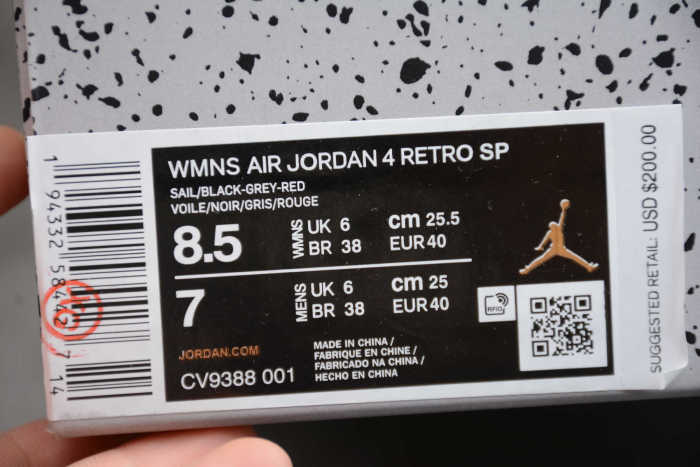 WMNS AIR JORDAN 4 RETRO SP
SAIL/BLACK-GREY-RED
VOILE/NOIR/GRIS/ROUGE
8.5 WMNS UK 6 cm 25.5
BR 38 EUR 40
7 MENS UK 6 cm 25
BR 38 EUR 40
JORDAN.COM
CV9388 001
MADE IN CHINA /
FABRIQUE EN CHINE /
FABRICADO NA CHINA /
HECHO EN CHINA
RFID
SUGGESTED RETAIL: USD $200.00